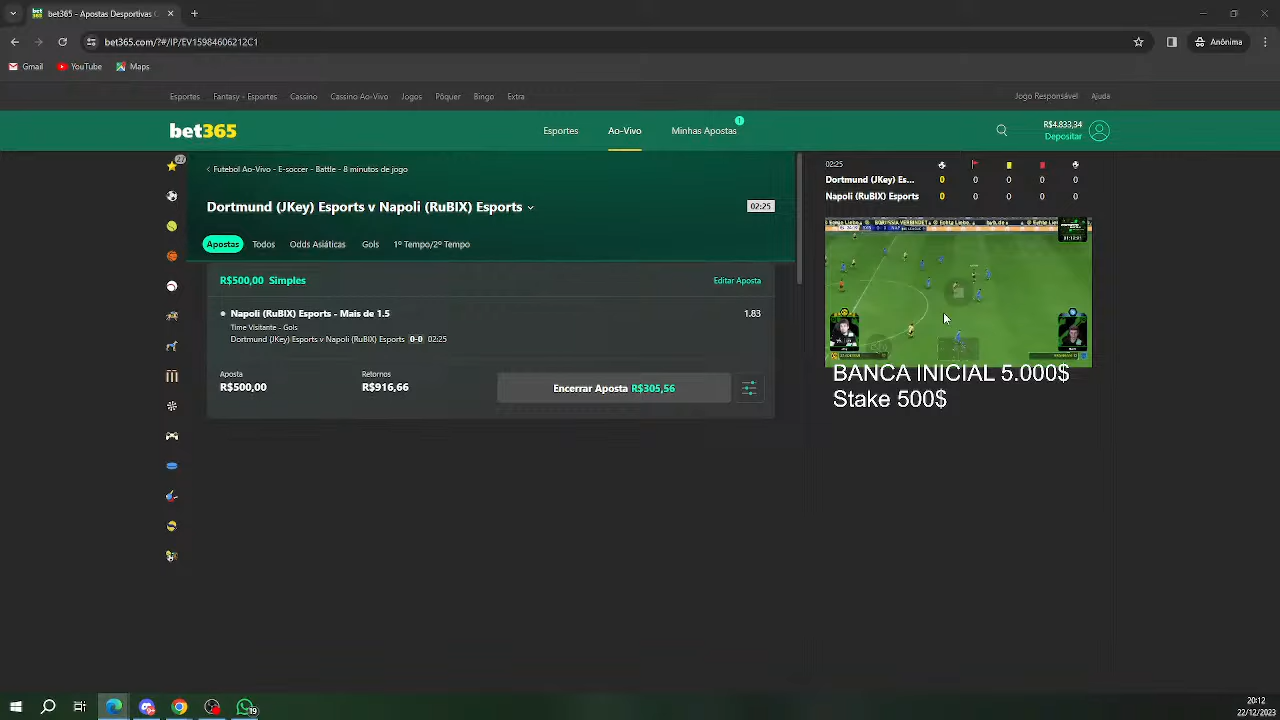 bet365 - Apostas Desportivas
bet365.com/?#/IP/EV15984606212C1
Anônima
Gmail
YouTube
Maps
Esportes
Fantasy - Esportes
Cassino
Cassino Ao-Vivo
Jogos
Pôquer
Bingo
Extra
Jogo Responsável
Ajuda
bet365
Esportes
Ao-Vivo
Minhas Apostas
1
R$4.833,34
Depositar
27
Futebol Ao-Vivo - E-soccer - Battle - 8 minutos de jogo
Dortmund (JKey) Esports v Napoli (RuBIX) Esports
02:25
Apostas
Todos
Odds Asiáticas
Gols
1º Tempo/2º Tempo
R$500,00 Simples
Editar Aposta
Napoli (RuBIX) Esports - Mais de 1.5
1.83
Time Visitante - Gols
Dortmund (JKey) Esports v Napoli (RuBIX) Esports 0-0 02:25
Aposta
Retornos
R$500,00
R$916,66
Encerrar Aposta R$305,56
02:25
Dortmund (JKey) Es... 0 0 0 0 0
Napoli (RuBIX) Esports 0 0 0 0 0
BANCA INICIAL 5.000$
Stake 500$
19
20:12
22/12/2023